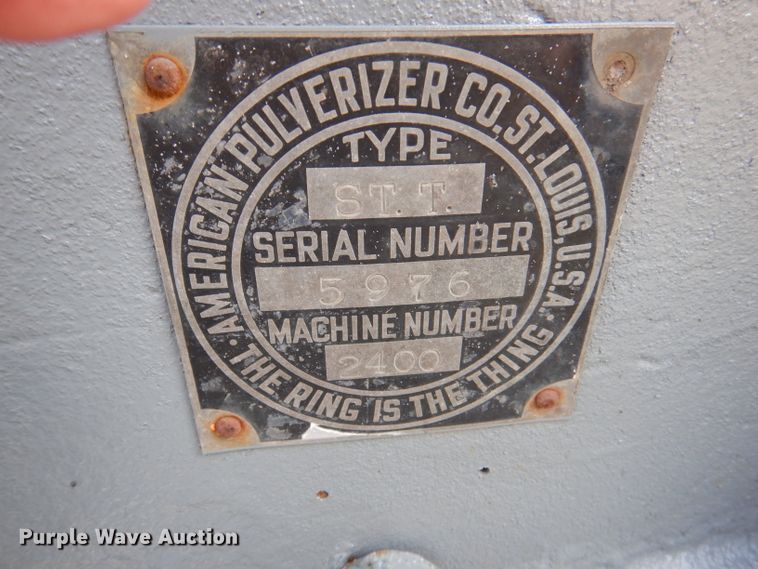 · AMERICAN PULVERIZER CO. ST. LOUIS, U.S.A. ·
TYPE
ST. T.
SERIAL NUMBER
5976
MACHINE NUMBER
2400
THE RING IS THE THING
Purple Wave Auction